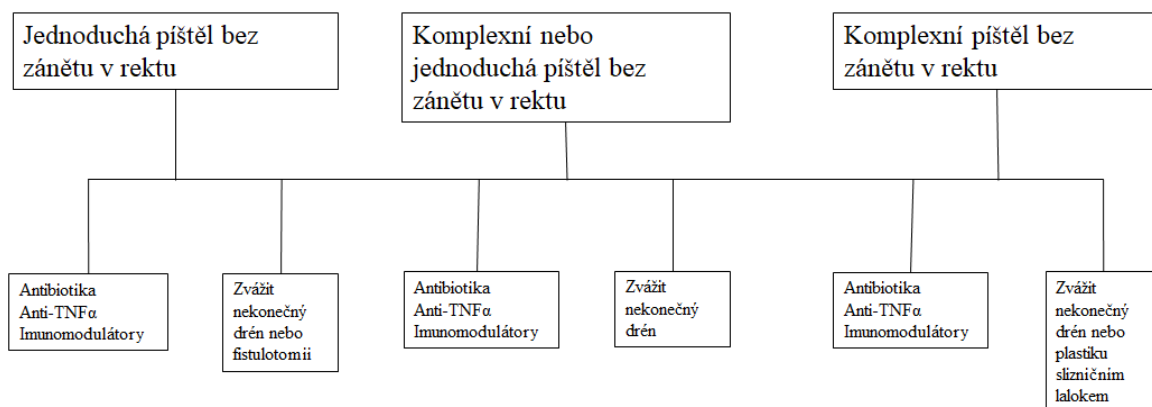 Jednoduchá píštěl bez
zánětu v rektu
Komplexní nebo
jednoduchá píštěl bez
zánětu v rektu
Komplexní píštěl bez
zánětu v rektu
Antibiotika
Anti-TNFα
Imunomodulátory
Zvážit
nekonečný
drén nebo
fistulotomii
Antibiotika
Anti-TNFα
Imunomodulátory
Zvážit
nekonečný
drén
Antibiotika
Anti-TNFα
Imunomodulátory
Zvážit
nekonečný
drén nebo
plastiku
slizničním
lalokem